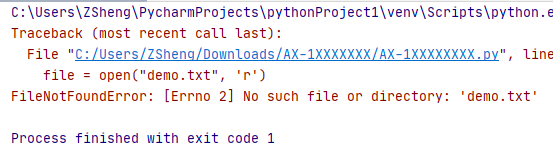 C:\Users\ZSheng\PycharmProjects\pythonProject1\venv\Scripts\python.e
Traceback (most recent call last):
File "C:/Users/ZSheng/Downloads/AX-1XXXXXXX/AX-1XXXXXXXX.py", line
file = open("demo.txt", 'r')
FileNotFoundError: [Errno 2] No such file or directory: 'demo.txt'
Process finished with exit code 1